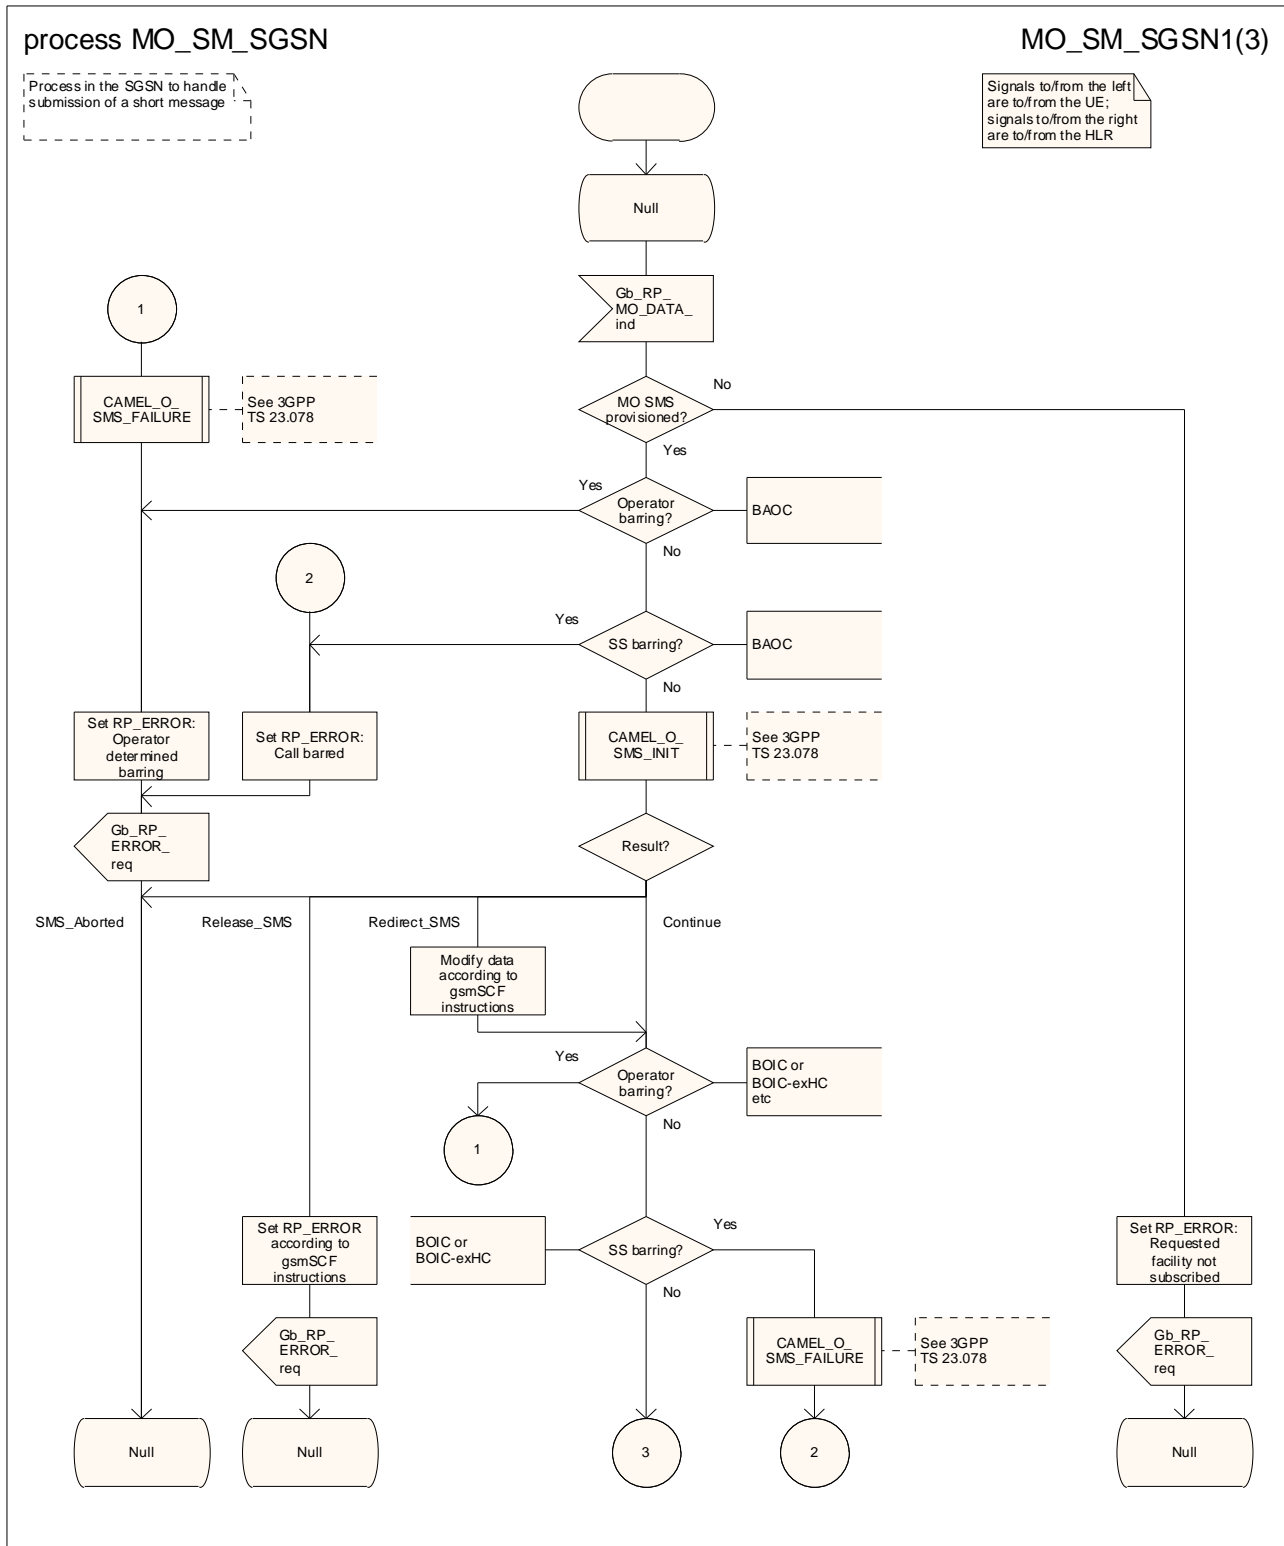 process MO_SM_SGSN
MO_SM_SGSN1(3)
Process in the SGSN to handle
submission of a short message
Signals to/from the left
are to/from the UE;
signals to/from the right
are to/from the HLR
Null
Gb_RP_
MO_DATA_
ind
1
CAMEL_O_
SMS_FAILURE
See 3GPP
TS 23.078
MO SMS
provisioned?
No
Yes
Yes
Operator
barring?
BAOC
No
2
Yes
SS barring?
BAOC
No
Set RP_ERROR:
Operator
determined
barring
Set RP_ERROR:
Call barred
CAMEL_O_
SMS_INIT
See 3GPP
TS 23.078
Gb_RP_
ERROR_
req
Result?
SMS_Aborted
Release_SMS
Redirect_SMS
Continue
Modify data
according to
gsmSCF
instructions
Yes
Operator
barring?
BOIC or
BOIC-exHC
etc
No
1
Set RP_ERROR
according to
gsmSCF
instructions
BOIC or
BOIC-exHC
SS barring?
Yes
No
Set RP_ERROR:
Requested
facility not
subscribed
Gb_RP_
ERROR_
req
CAMEL_O_
SMS_FAILURE
See 3GPP
TS 23.078
Gb_RP_
ERROR_
req
Null
Null
3
2
Null